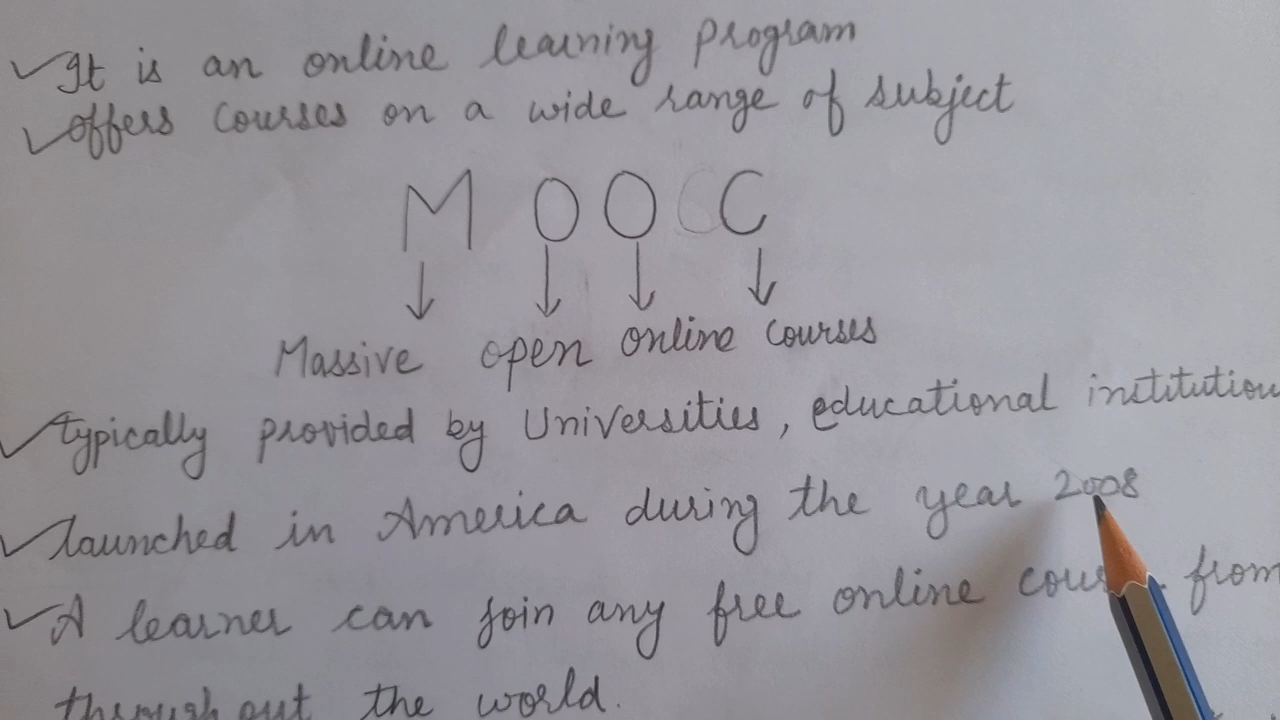 ✓It is an online learning program
✓offers courses on a wide range of subject
M O O C
↓ ↓ ↓ ↓
Massive open online courses
✓typically provided by Universities, educational institution
✓launched in America during the year 2008
✓A learner can join any free online from
throughout the world.